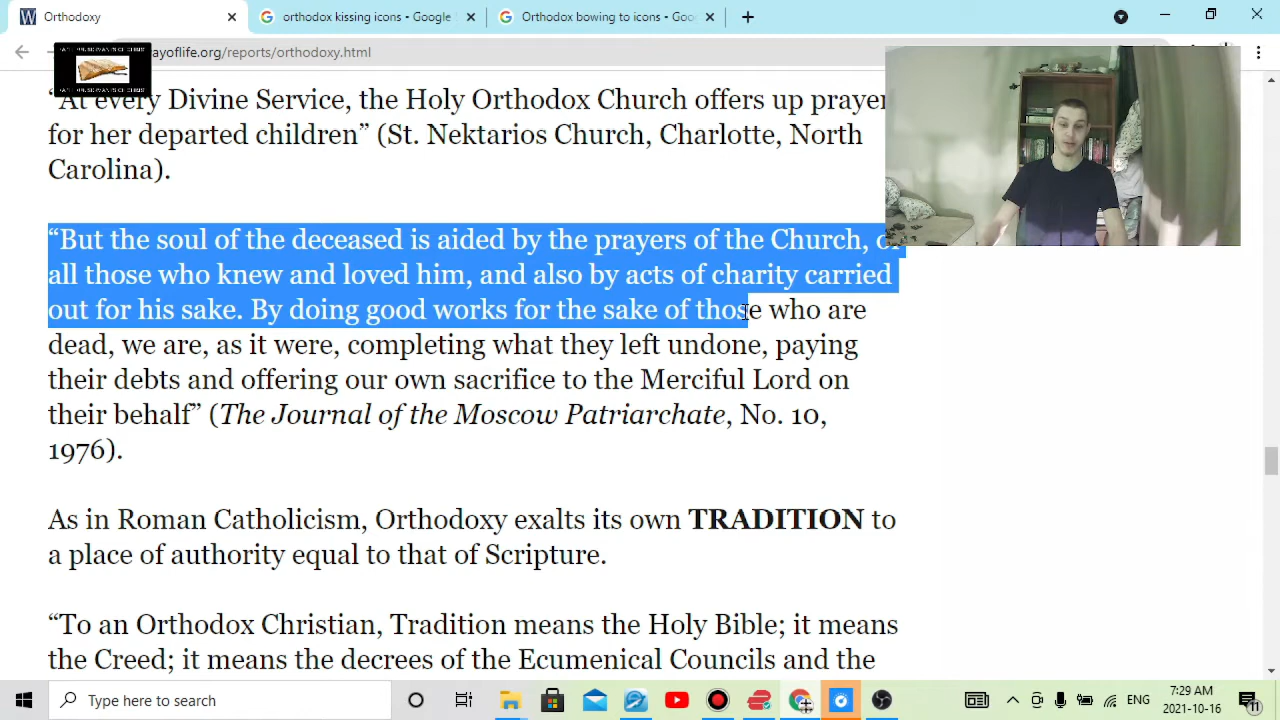 Orthodoxy
orthodox kissing icons - Google
Orthodox bowing to icons - Goo
ayoflife.org/reports/orthodoxy.html
“At every Divine Service, the Holy Orthodox Church offers up prayer
for her departed children” (St. Nektarios Church, Charlotte, North
Carolina).
“But the soul of the deceased is aided by the prayers of the Church, of
all those who knew and loved him, and also by acts of charity carried
out for his sake. By doing good works for the sake of those who are
dead, we are, as it were, completing what they left undone, paying
their debts and offering our own sacrifice to the Merciful Lord on
their behalf” (The Journal of the Moscow Patriarchate, No. 10,
1976).
As in Roman Catholicism, Orthodoxy exalts its own TRADITION to
a place of authority equal to that of Scripture.
“To an Orthodox Christian, Tradition means the Holy Bible; it means
the Creed; it means the decrees of the Ecumenical Councils and the
Type here to search
ENG
7:29 AM
2021-10-16
11